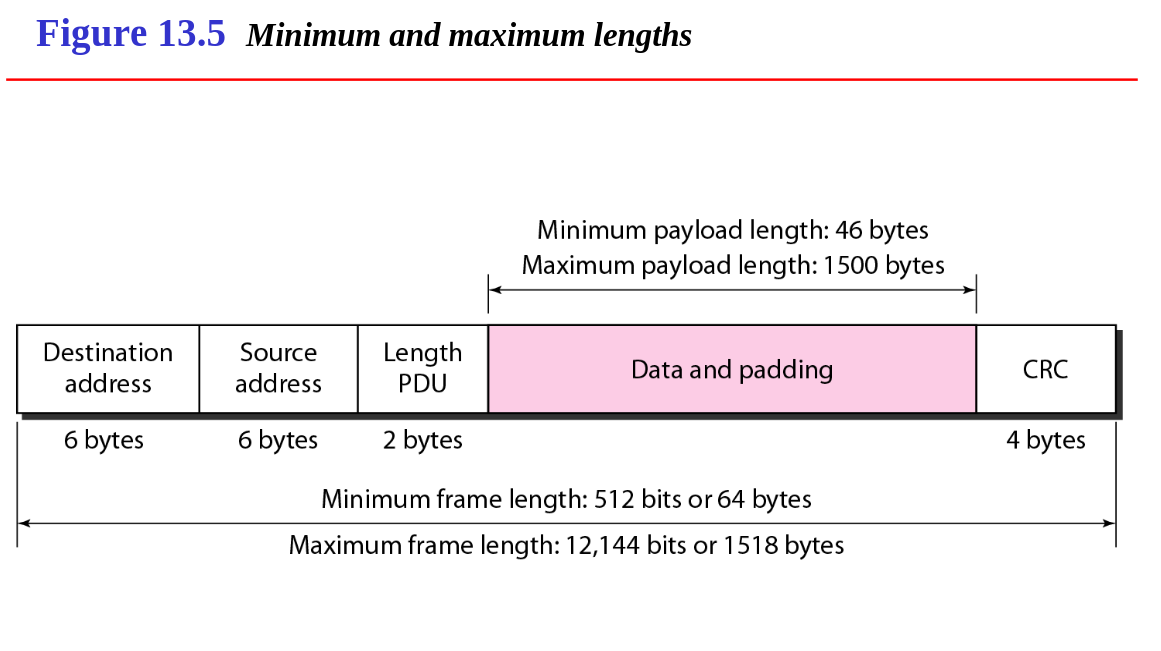 Figure 13.5 Minimum and maximum lengths
Minimum payload length: 46 bytes
Maximum payload length: 1500 bytes
Destination
address
Source
address
Length
PDU
Data and padding
CRC
6 bytes
6 bytes
2 bytes
4 bytes
Minimum frame length: 512 bits or 64 bytes
Maximum frame length: 12,144 bits or 1518 bytes